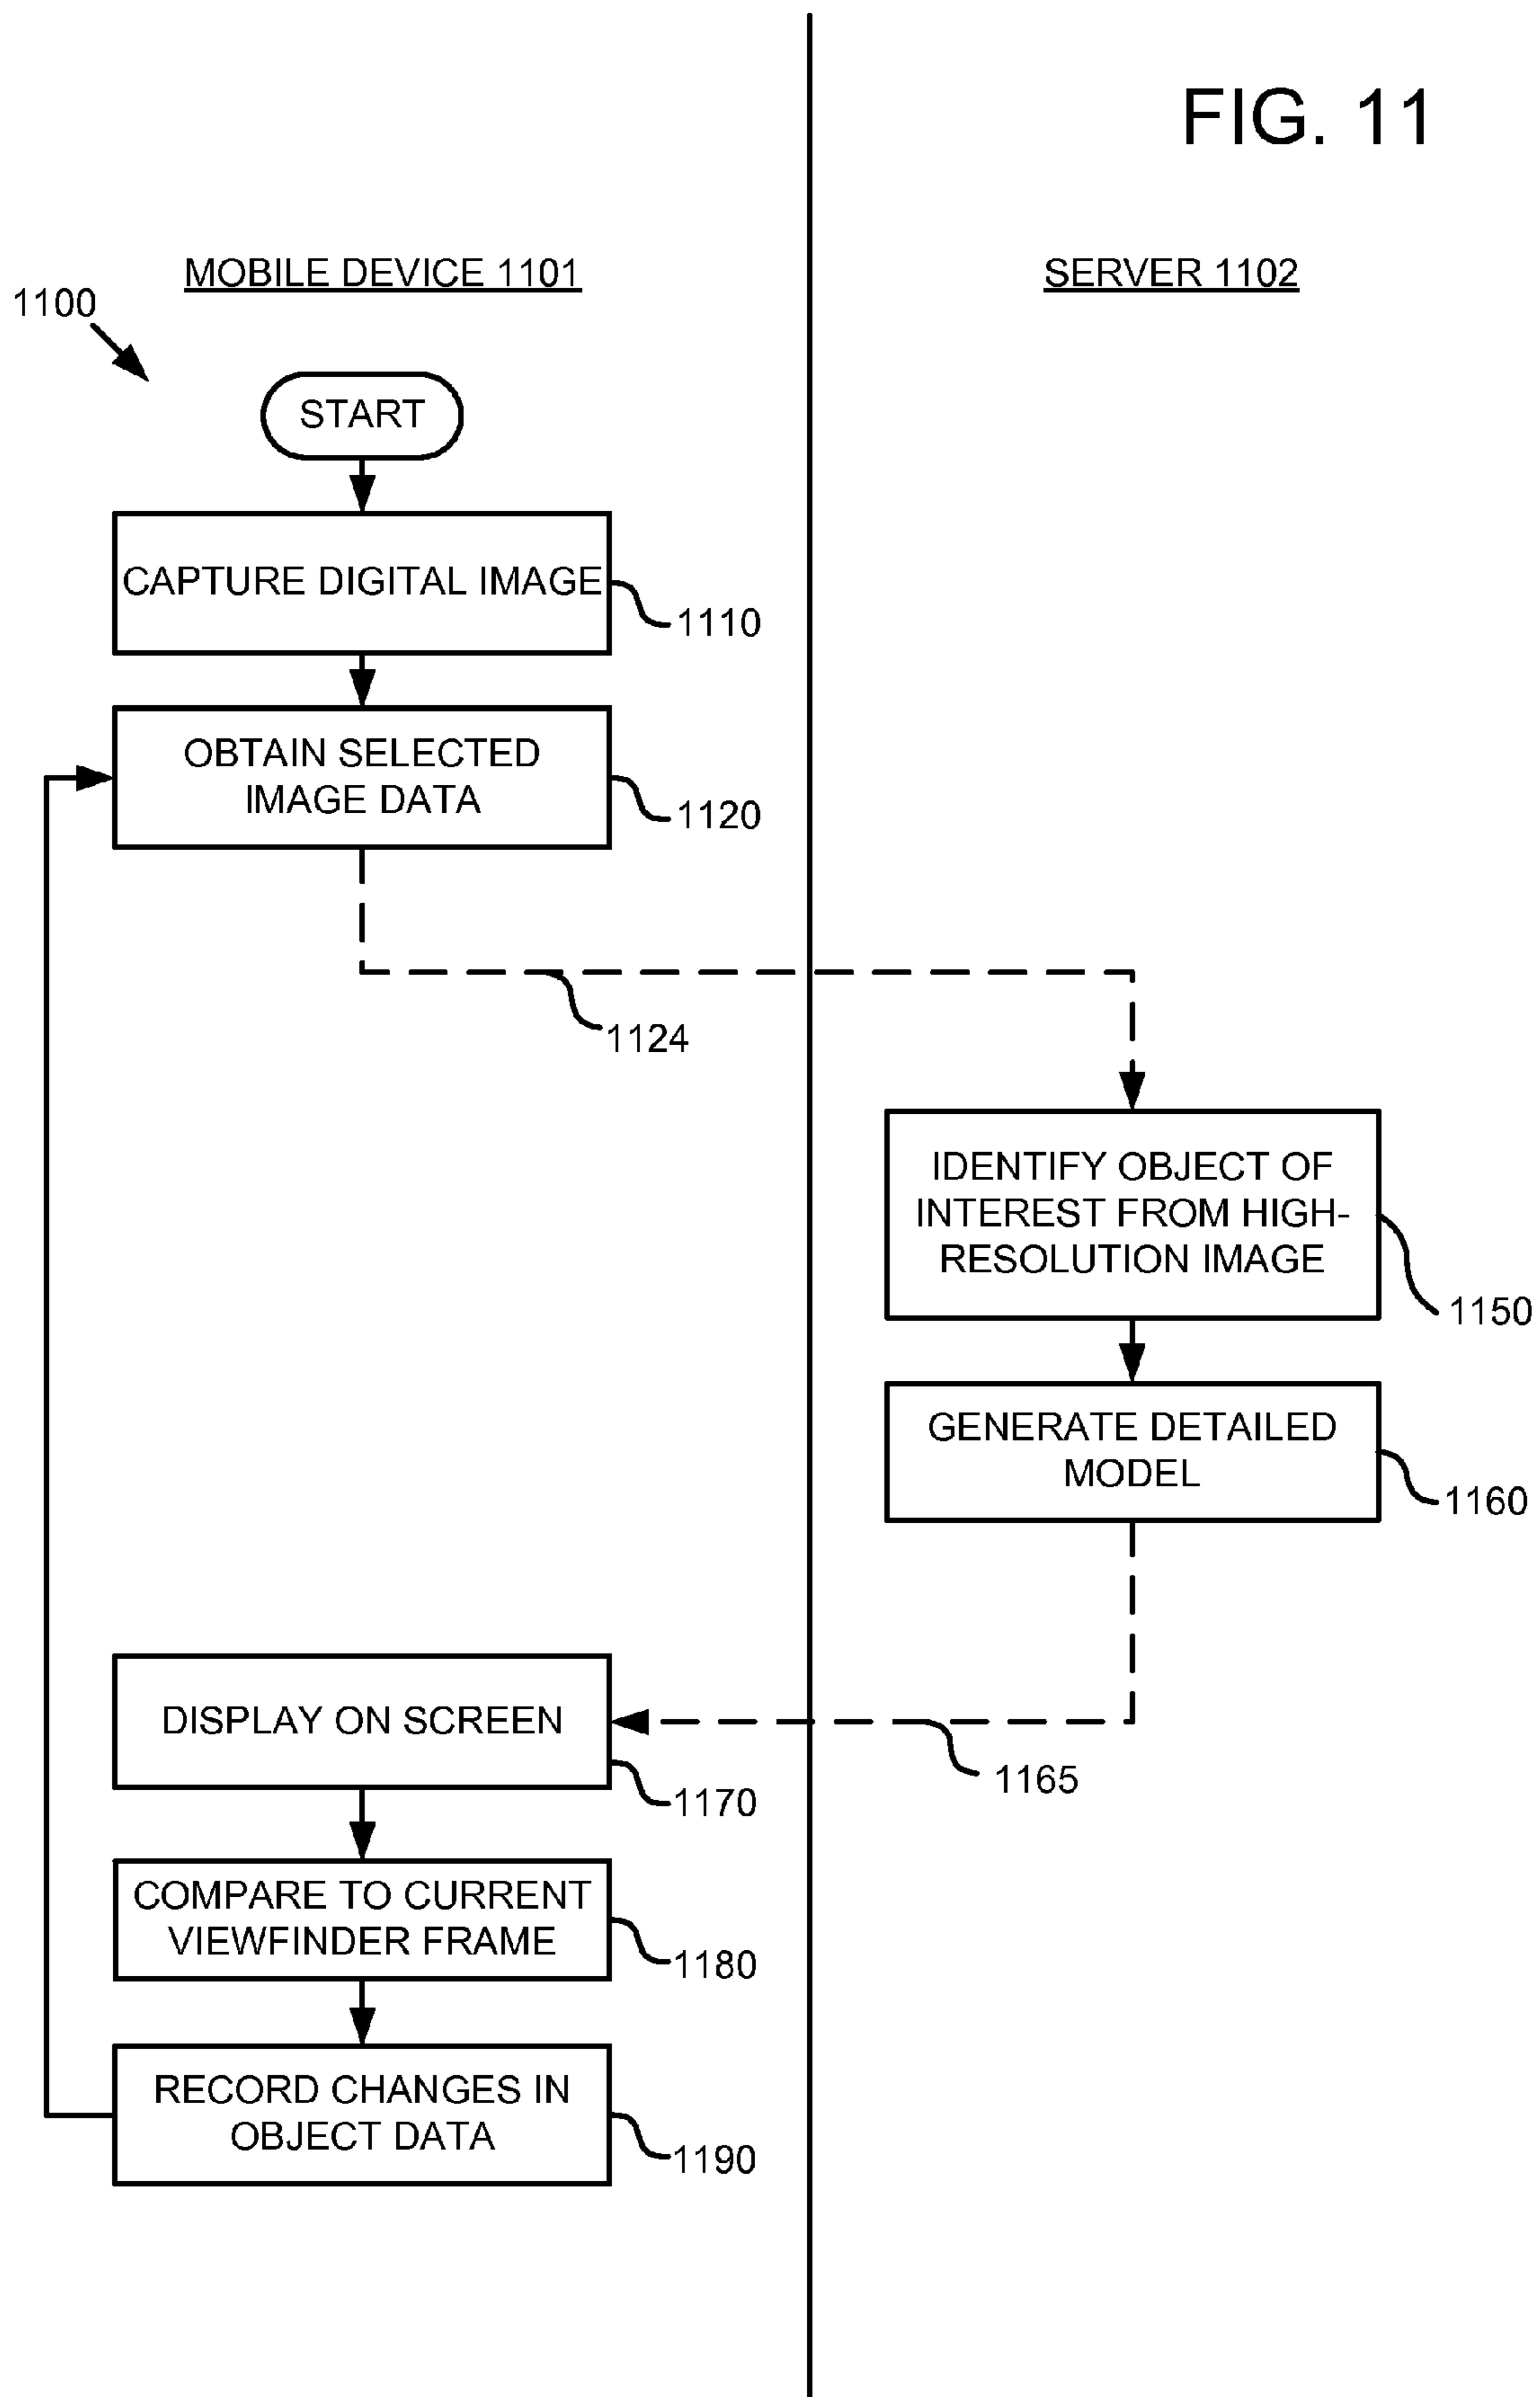 FIG. 11
MOBILE DEVICE 1101
SERVER 1102
1100
START
CAPTURE DIGITAL IMAGE
1110
OBTAIN SELECTED
IMAGE DATA
1120
1124
IDENTIFY OBJECT OF
INTEREST FROM HIGH-
RESOLUTION IMAGE
1150
GENERATE DETAILED
MODEL
1160
1165
DISPLAY ON SCREEN
1170
COMPARE TO CURRENT
VIEWFINDER FRAME
1180
RECORD CHANGES IN
OBJECT DATA
1190